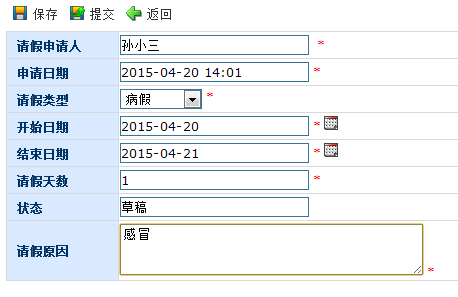 保存 提交 返回
请假申请人 孙小三 *
申请日期 2015-04-20 14:01 *
请假类型 病假 *
开始日期 2015-04-20 *
结束日期 2015-04-21 *
请假天数 1 *
状态 草稿
请假原因 感冒 *